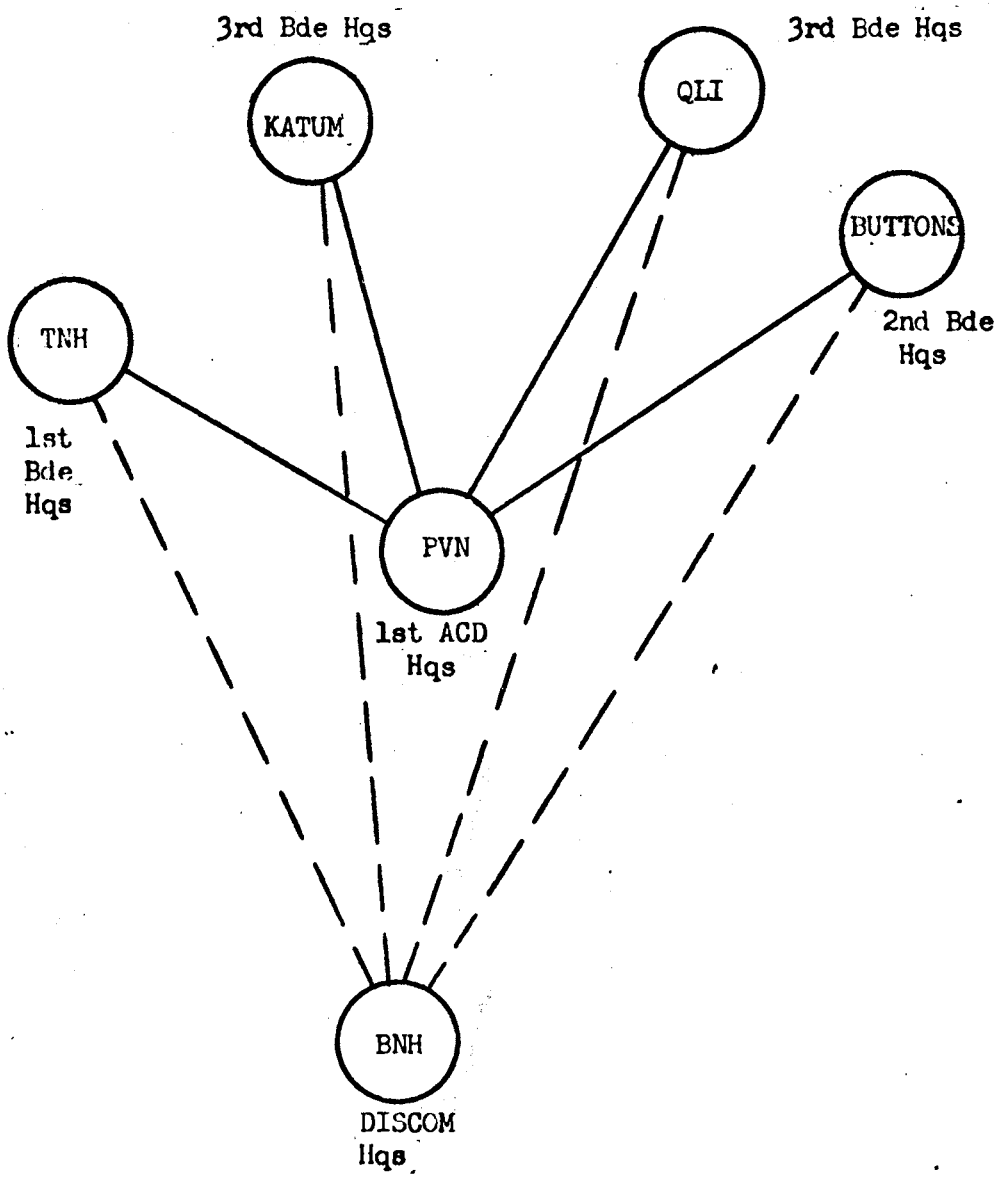 3rd Bde Hqs
3rd Bde Hqs
KATUM
QLI
BUTTONS
2nd Bde
Hqs
TNH
1st
Bde
Hqs
PVN
1st ACD
Hqs
BNH
DISCOM
Hqs